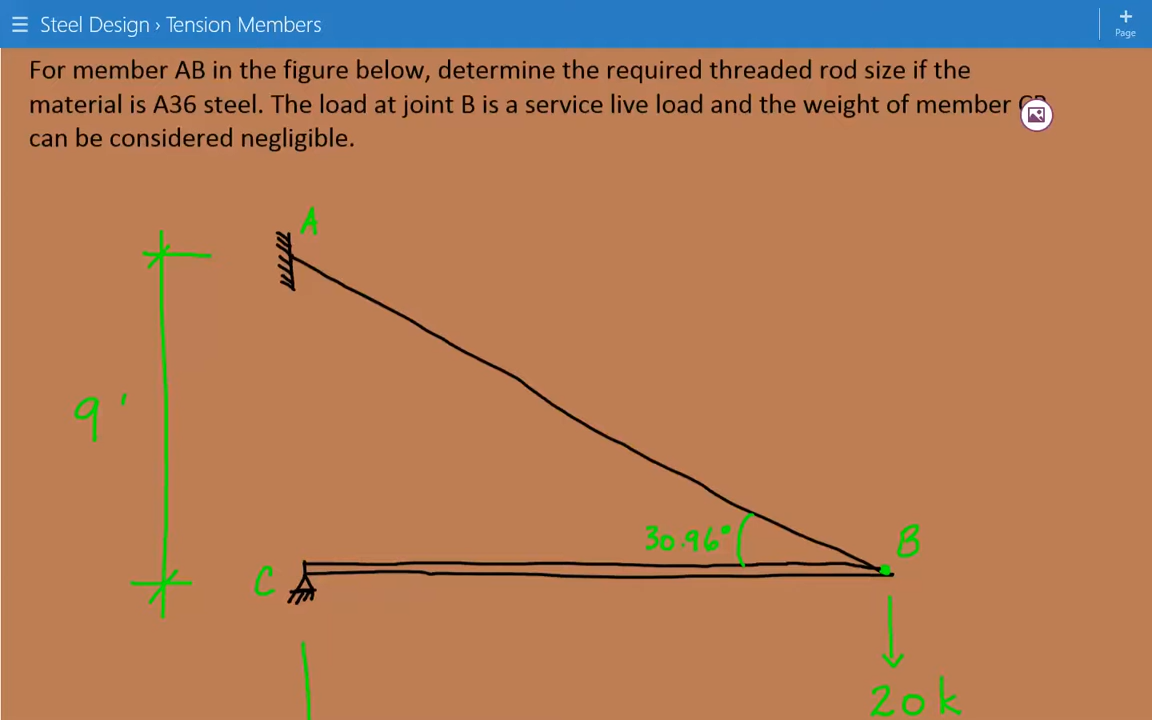 Steel Design › Tension Members
Page
For member AB in the figure below, determine the required threaded rod size if the
material is A36 steel. The load at joint B is a service live load and the weight of member
can be considered negligible.
A
9'
30.96°
B
C
20k